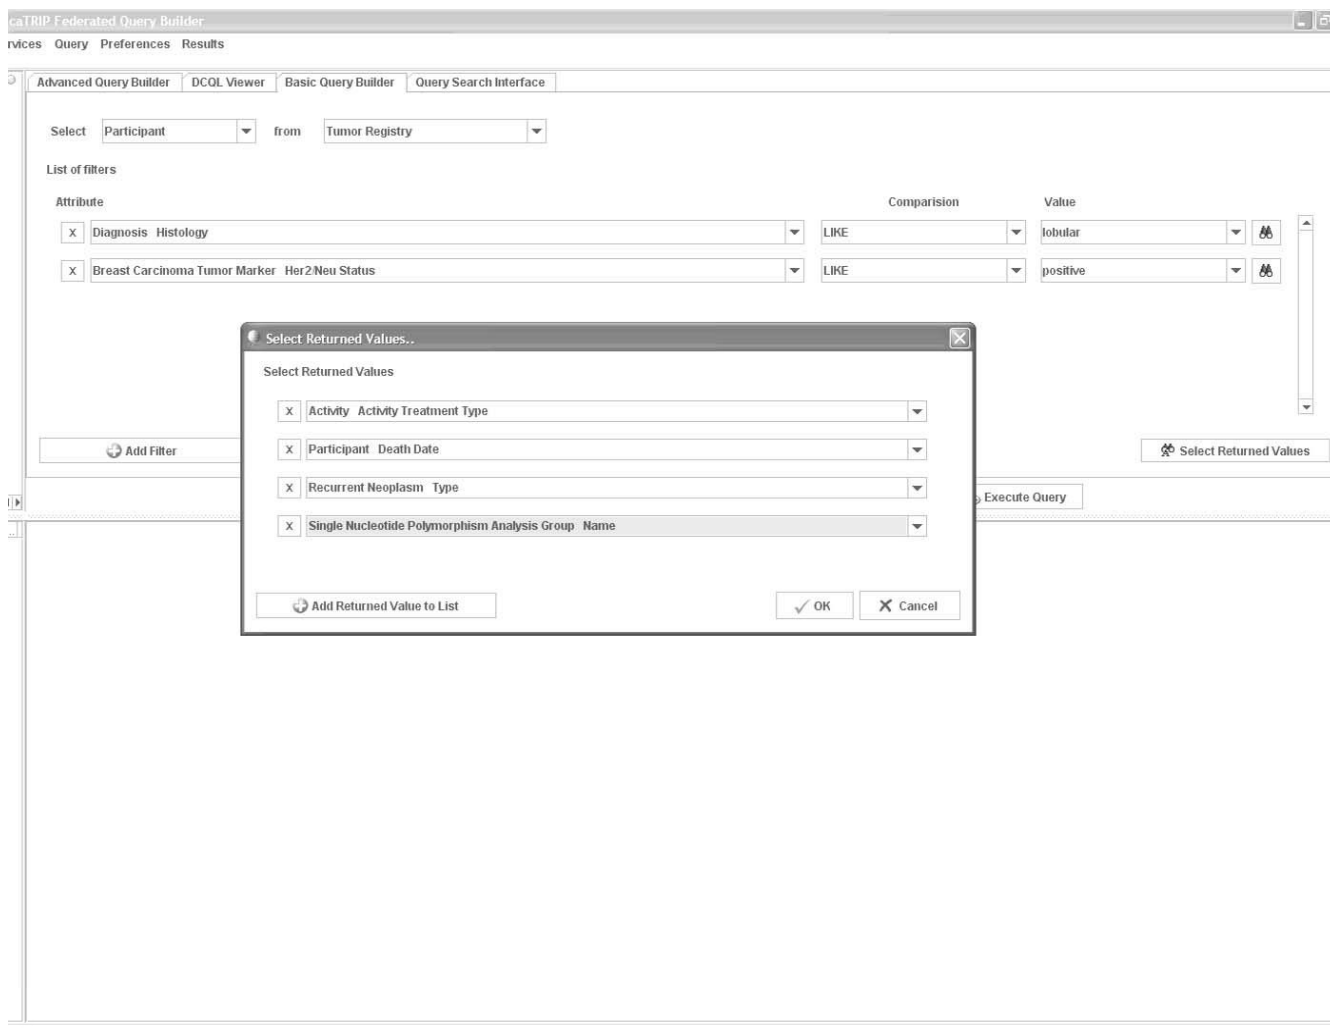 caTRIP Federated Query Builder
rvices Query Preferences Results
Advanced Query Builder DCQL Viewer Basic Query Builder Query Search Interface
Select Participant from Tumor Registry
List of filters
Attribute Comparision Value
X Diagnosis Histology LIKE lobular
X Breast Carcinoma Tumor Marker Her2/Neu Status LIKE positive
Select Returned Values..
Select Returned Values
X Activity Activity Treatment Type
X Participant Death Date
Add Filter
Select Returned Values
X Recurrent Neoplasm Type
Execute Query
X Single Nucleotide Polymorphism Analysis Group Name
Add Returned Value to List OK Cancel